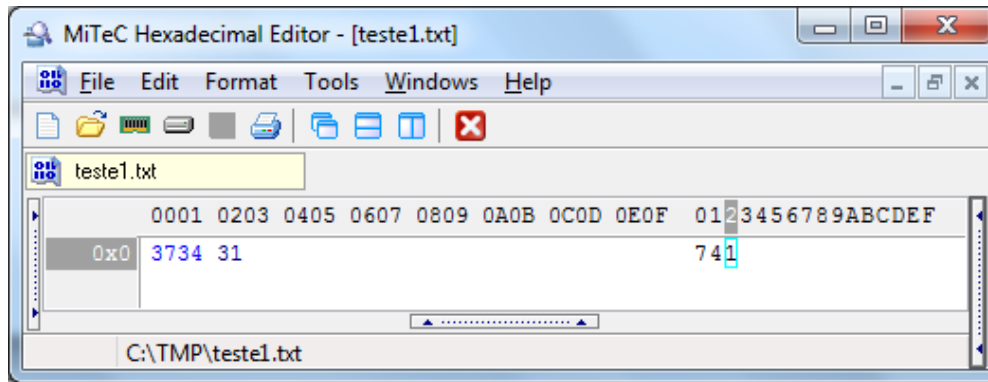 MiTeC Hexadecimal Editor - [teste1.txt]
File Edit Format Tools Windows Help
teste1.txt
0001 0203 0405 0607 0809 0A0B 0C0D 0E0F 0123456789ABCDEF
0x0 3734 31 741
C:\TMP\teste1.txt